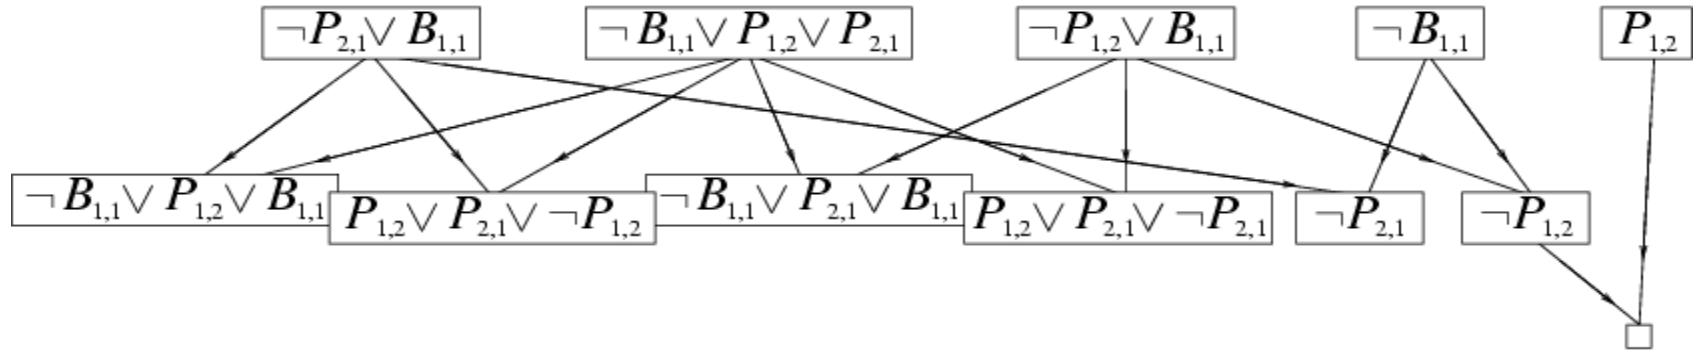 ¬P₂,₁ ∨ B₁,₁ ¬B₁,₁ ∨ P₁,₂ ∨ P₂,₁ ¬P₁,₂ ∨ B₁,₁ ¬B₁,₁ P₁,₂
¬B₁,₁ ∨ P₁,₂ ∨ B₁,₁ P₁,₂ ∨ P₂,₁ ∨ ¬P₁,₂ ¬B₁,₁ ∨ P₂,₁ ∨ B₁,₁ P₁,₂ ∨ P₂,₁ ∨ ¬P₂,₁ ¬P₂,₁ ¬P₁,₂